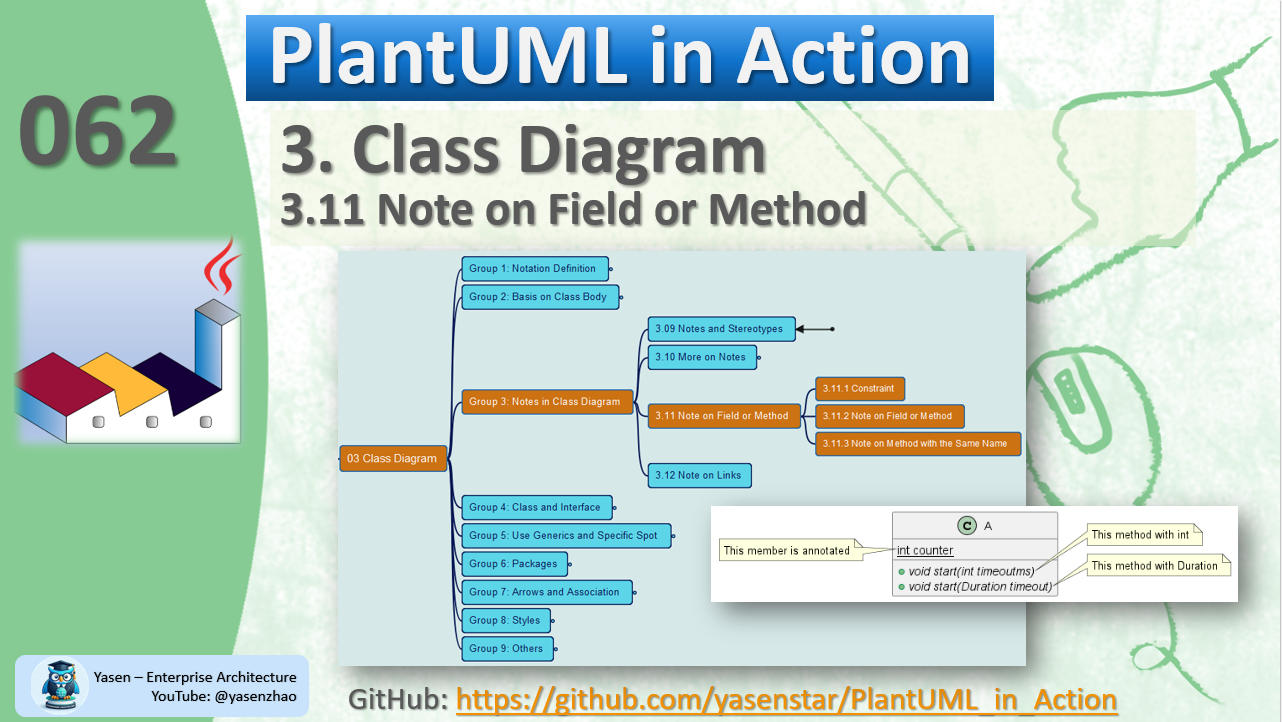 PlantUML in Action
062
3. Class Diagram
3.11 Note on Field or Method
Group 1: Notation Definition
Group 2: Basis on Class Body
3.09 Notes and Stereotypes
3.10 More on Notes
3.11.1 Constraint
Group 3: Notes in Class Diagram
3.11 Note on Field or Method
3.11.2 Note on Field or Method
3.11.3 Note on Method with the Same Name
03 Class Diagram
3.12 Note on Links
Group 4: Class and Interface
Group 5: Use Generics and Specific Spot
Group 6: Packages
Group 7: Arrows and Association
Group 8: Styles
Group 9: Others
C A
This member is annotated
int counter
void start(int timeoutms)
void start(Duration timeout)
This method with int
This method with Duration
Yasen – Enterprise Architecture
YouTube: @yasenzhao
GitHub: https://github.com/yasenstar/PlantUML_in_Action